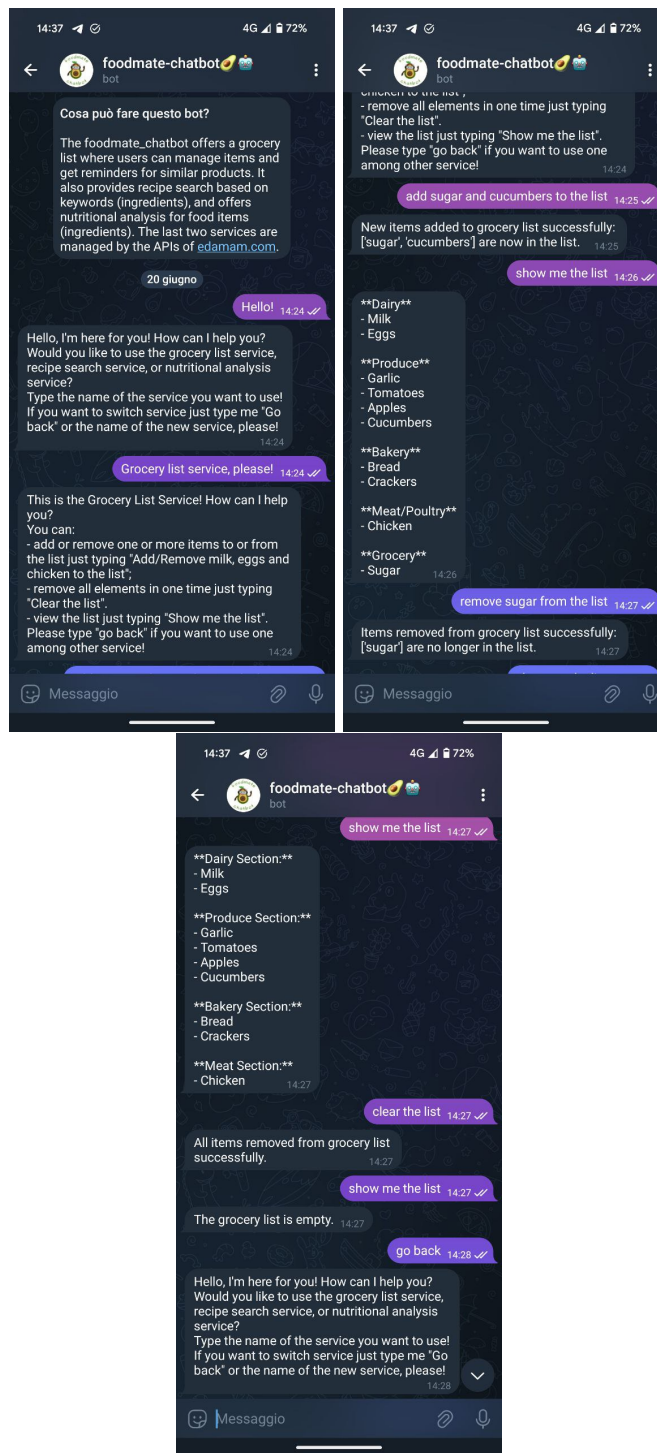 14:37
4G 72%
foodmate-chatbot🥑🤖
bot
Cosa può fare questo bot?
The foodmate_chatbot offers a grocery
list where users can manage items and
get reminders for similar products. It
also provides recipe search based on
keywords (ingredients), and offers
nutritional analysis for food items
(ingredients). The last two services are
managed by the APIs of edamam.com.
20 giugno
Hello! 14:24
Hello, I'm here for you! How can I help you?
Would you like to use the grocery list service,
recipe search service, or nutritional analysis
service?
Type the name of the service you want to use!
If you want to switch service just type me "Go
back" or the name of the new service, please!
14:24
Grocery list service, please! 14:24
This is the Grocery List Service! How can I help
you?
You can:
- add or remove one or more items to or from
the list just typing "Add/Remove milk, eggs and
chicken to the list";
- remove all elements in one time just typing
"Clear the list".
- view the list just typing "Show me the list".
Please type "go back" if you want to use one
among other service! 14:24
Messaggio
14:37
4G 72%
foodmate-chatbot🥑🤖
bot
chicken to the list";
- remove all elements in one time just typing
"Clear the list".
- view the list just typing "Show me the list".
Please type "go back" if you want to use one
among other service! 14:24
add sugar and cucumbers to the list 14:25
New items added to grocery list successfully:
['sugar', 'cucumbers'] are now in the list. 14:25
show me the list 14:26
**Dairy**
- Milk
- Eggs
**Produce**
- Garlic
- Tomatoes
- Apples
- Cucumbers
**Bakery**
- Bread
- Crackers
**Meat/Poultry**
- Chicken
**Grocery**
- Sugar 14:26
remove sugar from the list 14:27
Items removed from grocery list successfully:
['sugar'] are no longer in the list. 14:27
Messaggio
14:37
4G 72%
foodmate-chatbot🥑🤖
bot
show me the list 14:27
**Dairy Section:**
- Milk
- Eggs
**Produce Section:**
- Garlic
- Tomatoes
- Apples
- Cucumbers
**Bakery Section:**
- Bread
- Crackers
**Meat Section:**
- Chicken 14:27
clear the list 14:27
All items removed from grocery list
successfully. 14:27
show me the list 14:27
The grocery list is empty. 14:27
go back 14:28
Hello, I'm here for you! How can I help you?
Would you like to use the grocery list service,
recipe search service, or nutritional analysis
service?
Type the name of the service you want to use!
If you want to switch service just type me "Go
back" or the name of the new service, please!
14:28
Messaggio